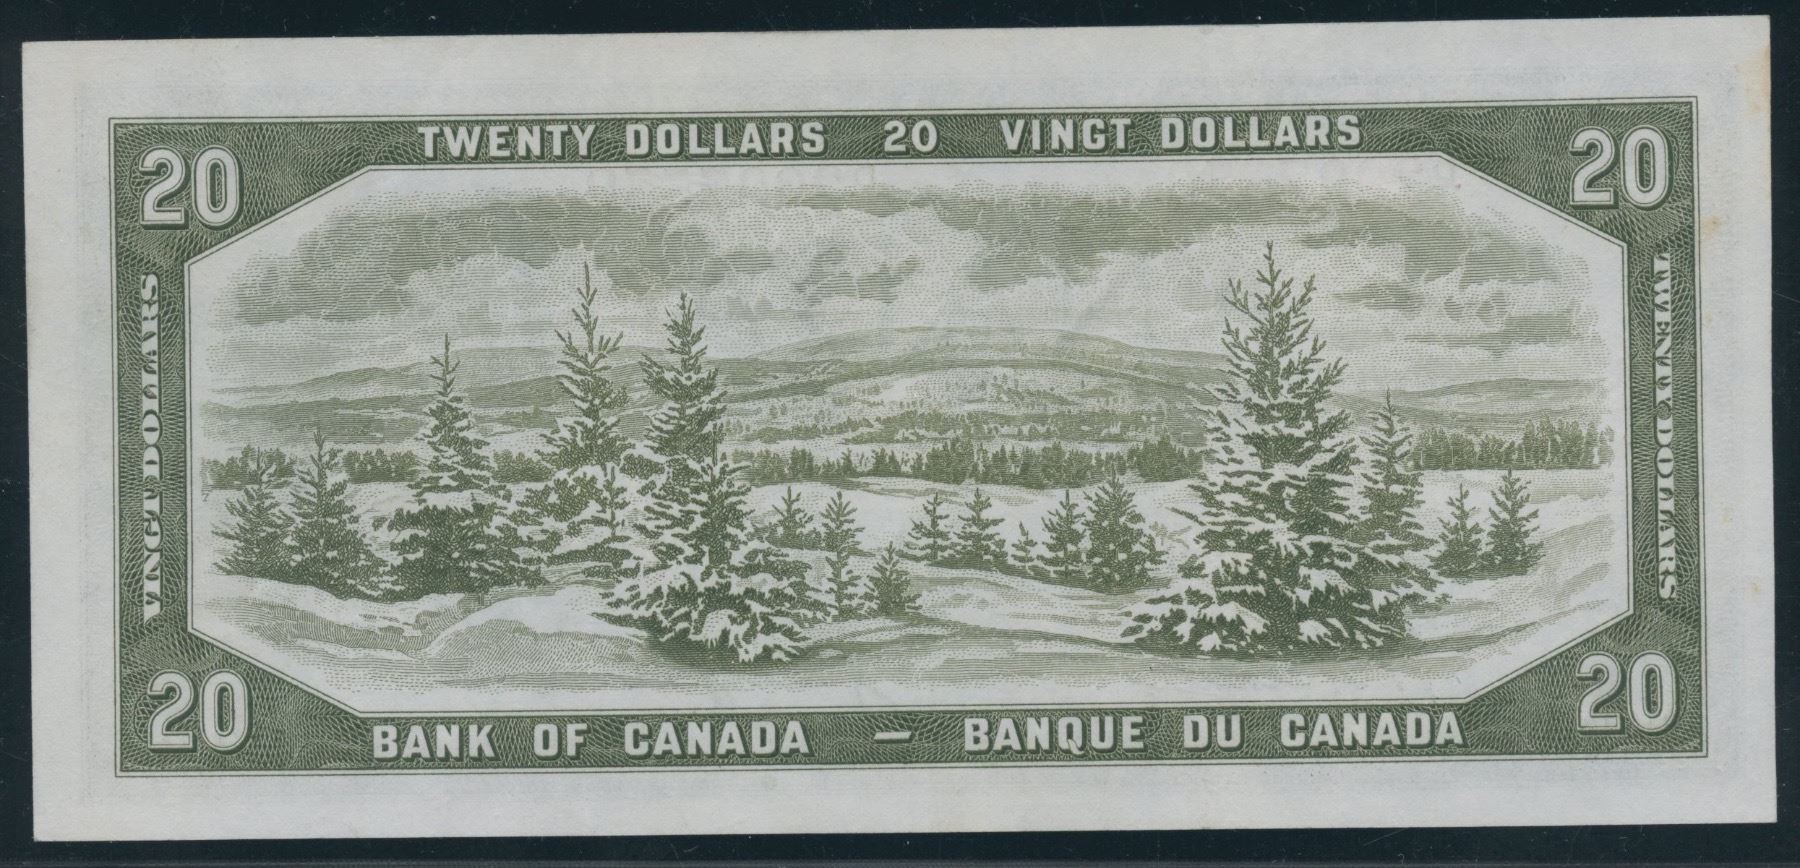 TWENTY DOLLARS 20 VINGT DOLLARS
20
20
VINGT DOLLARS
TWENTY DOLLARS
20
20
BANK OF CANADA — BANQUE DU CANADA